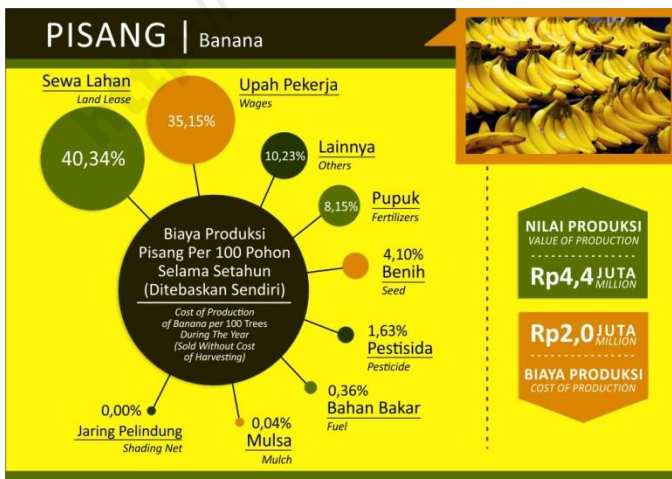 PISANG | Banana
Sewa Lahan
Land Lease
40,34%
Upah Pekerja
Wages
35,15%
Lainnya
Others
10,23%
Pupuk
Fertilizers
8,15%
4,10%
Benih
Seed
1,63%
Pestisida
Pesticide
0,36%
Bahan Bakar
Fuel
0,04%
Mulsa
Mulch
0,00%
Jaring Pelindung
Shading Net
Biaya Produksi
Pisang Per 100 Pohon
Selama Setahun
(Ditebaskan Sendiri)
Cost of Production
of Banana per 100 Trees
During The Year
(Sold Without Cost
of Harvesting)
NILAI PRODUKSI
VALUE OF PRODUCTION
Rp4,4 JUTA
MILLION
Rp2,0 JUTA
MILLION
BIAYA PRODUKSI
COST OF PRODUCTION